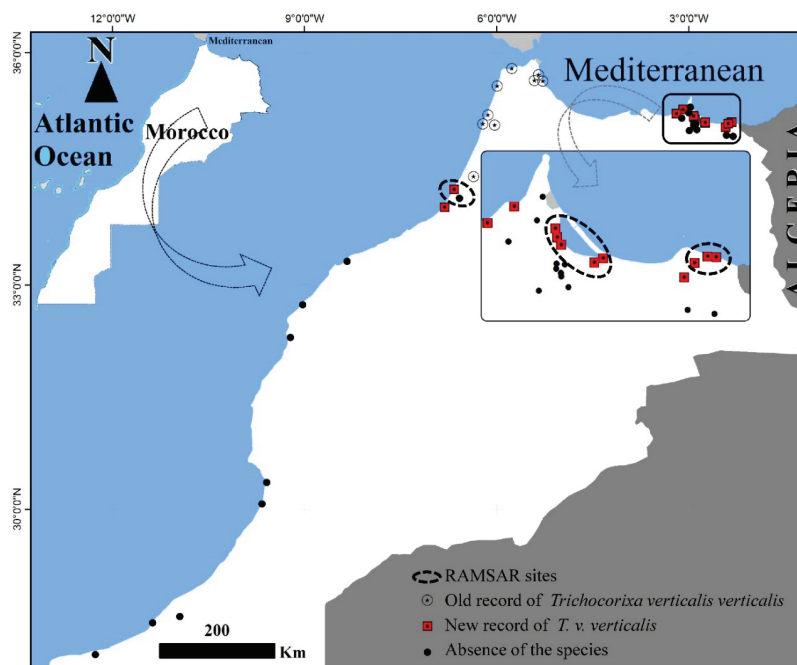 12°0'0"W
9°0'0"W
6°0'0"W
3°0'0"W
36°0'0"N
33°0'0"N
30°0'0"N
N
Mediterranean
Atlantic
Ocean
Morocco
Mediterranean
ALGERIA
RAMSAR sites
Old record of Trichocorixa verticalis verticalis
New record of T. v. verticalis
Absence of the species
200
Km